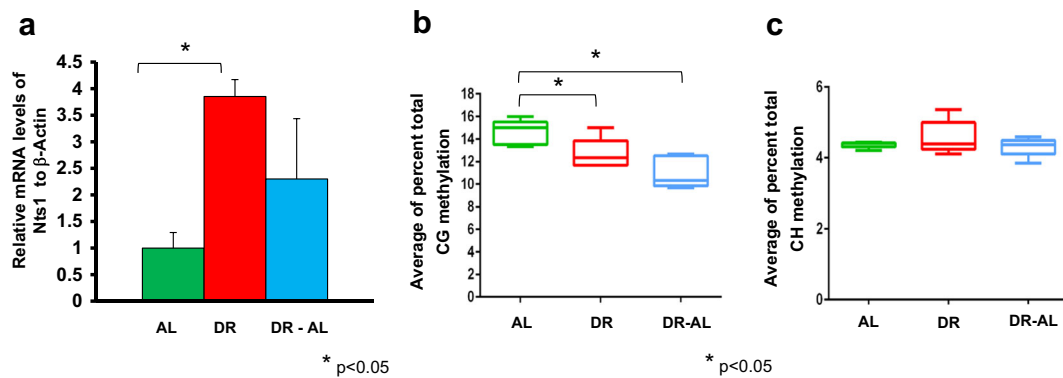 a
Relative mRNA levels of
Nts1 to β-Actin
4.5
4
3.5
3
2.5
2
1.5
1
0.5
0
*
AL DR DR - AL
* p<0.05
b
Average of percent total
CG methylation
18
16
14
12
10
8
6
4
2
0
*
*
AL DR DR-AL
* p<0.05
c
Average of percent total
CH methylation
6
4
2
0
AL DR DR-AL